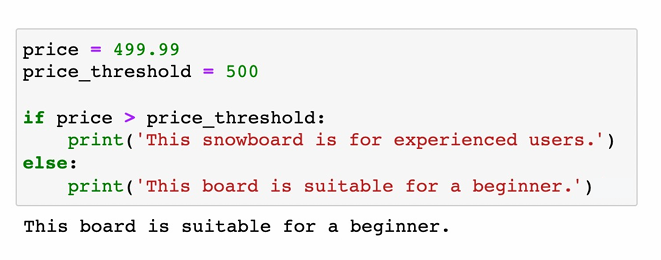 price = 499.99
price_threshold = 500
if price > price_threshold:
    print('This snowboard is for experienced users.')
else:
    print('This board is suitable for a beginner.')
This board is suitable for a beginner.